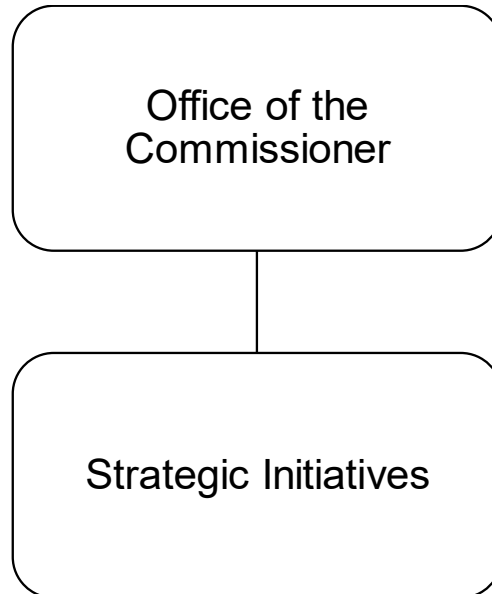 Office of the
Commissioner
Strategic Initiatives